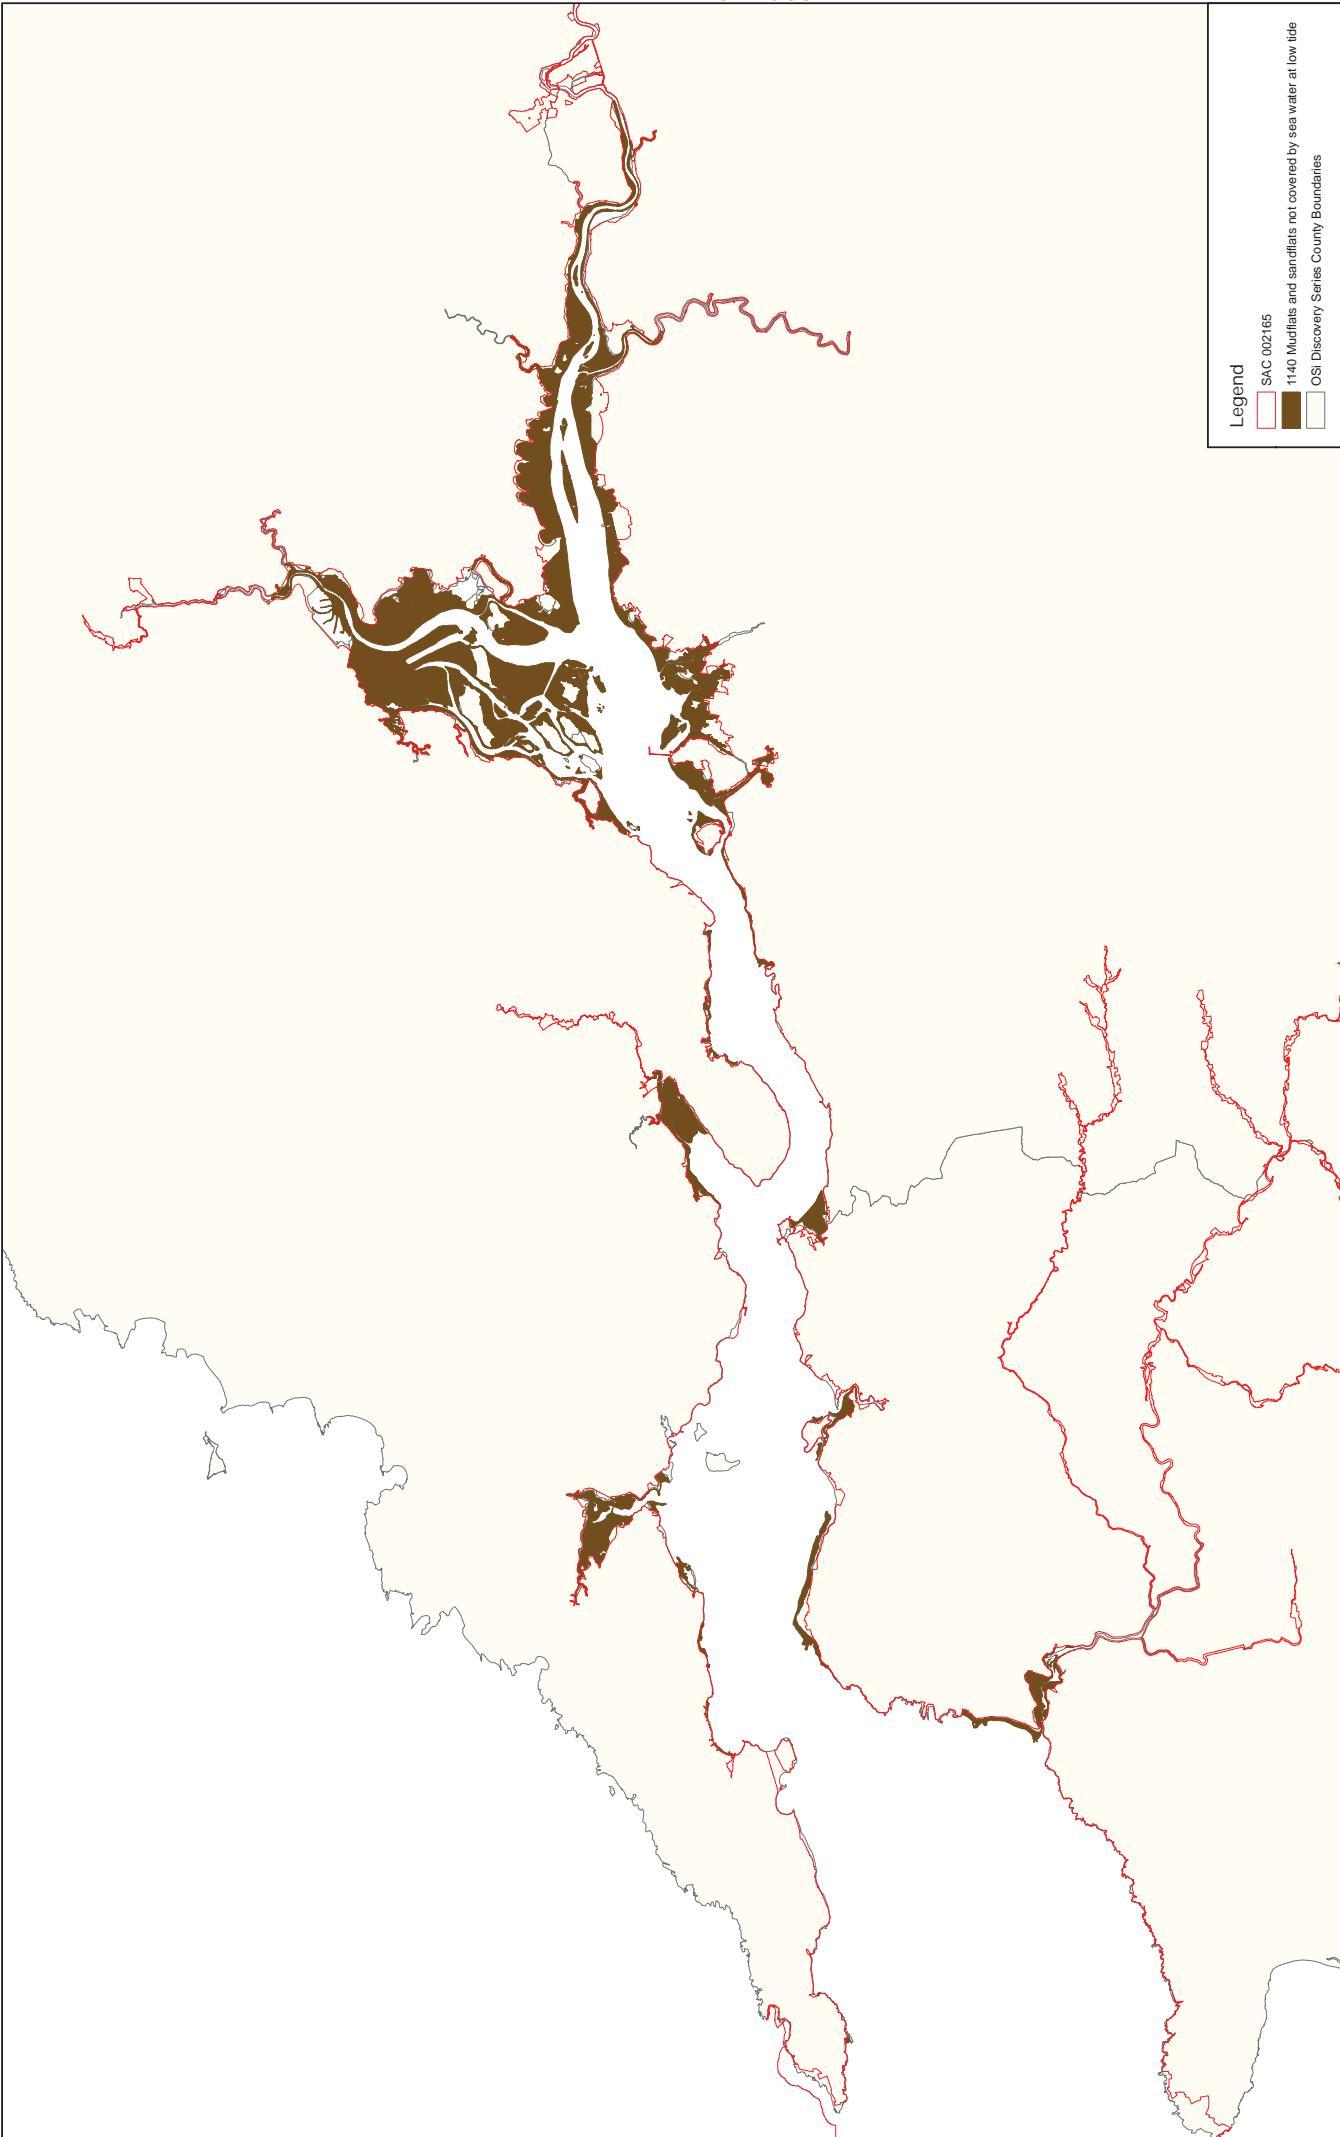 Legend
SAC 002165
1140 Mudflats and sandflats not covered by sea water at low tide
OSi Discovery Series County Boundaries